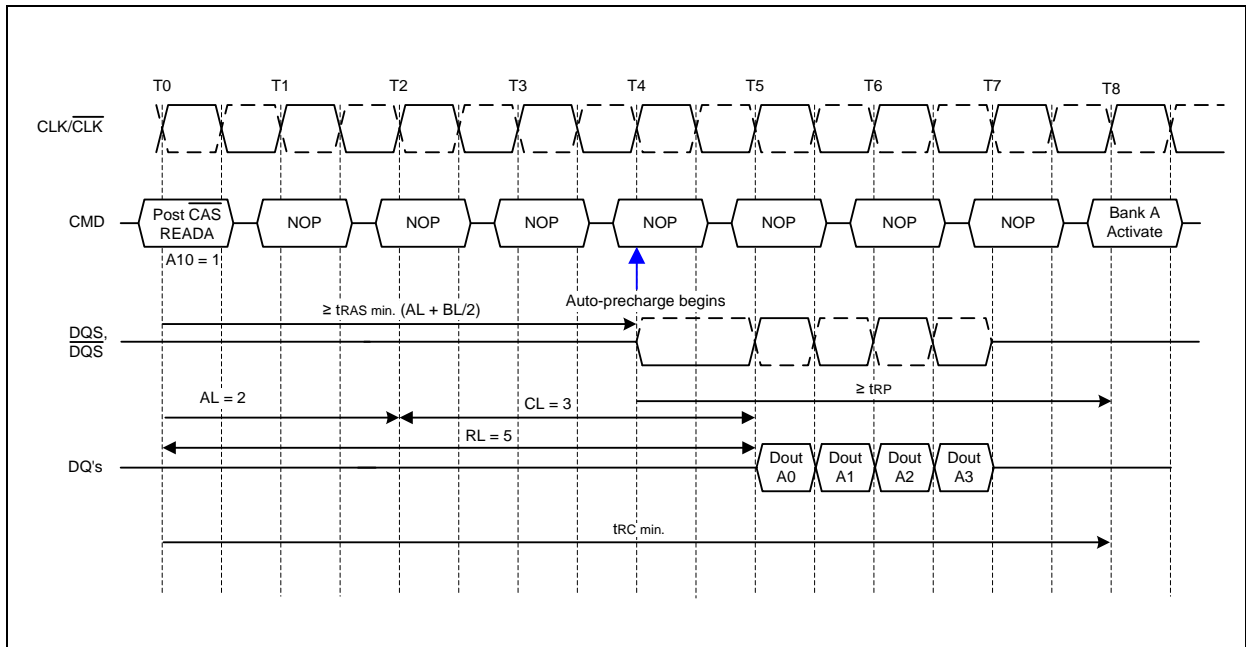 T0 T1 T2 T3 T4 T5 T6 T7 T8
CLK/CLK
CMD
Post CAS
READA
NOP NOP NOP NOP NOP NOP NOP
Bank A
Activate
A10 = 1
Auto-precharge begins
≥ tRAS min. (AL + BL/2)
DQS,
DQS
≥ tRP
AL = 2
CL = 3
RL = 5
DQ's
Dout
A0
Dout
A1
Dout
A2
Dout
A3
tRC min.